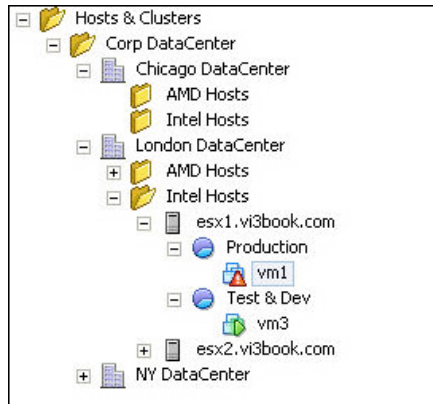 Hosts & Clusters
Corp DataCenter
Chicago DataCenter
AMD Hosts
Intel Hosts
London DataCenter
AMD Hosts
Intel Hosts
esx1.vi3book.com
Production
vm1
Test & Dev
vm3
esx2.vi3book.com
NY DataCenter